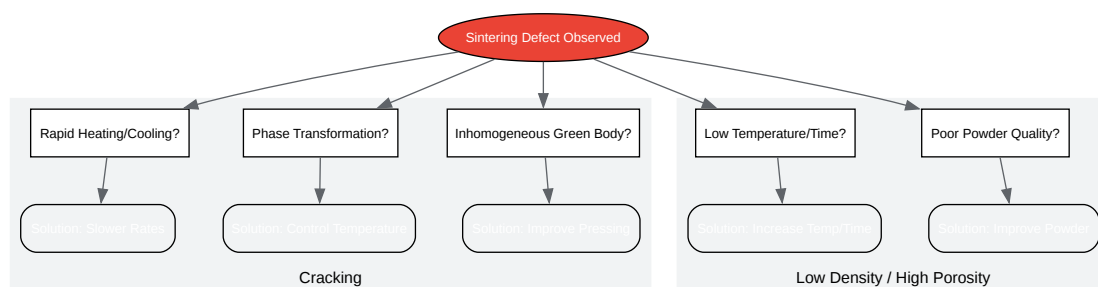 Sintering Defect Observed
Rapid Heating/Cooling?
Phase Transformation?
Inhomogeneous Green Body?
Low Temperature/Time?
Poor Powder Quality?
Solution: Slower Rates
Solution: Control Temperature
Solution: Improve Pressing
Solution: Increase Temp/Time
Solution: Improve Powder
Cracking
Low Density / High Porosity